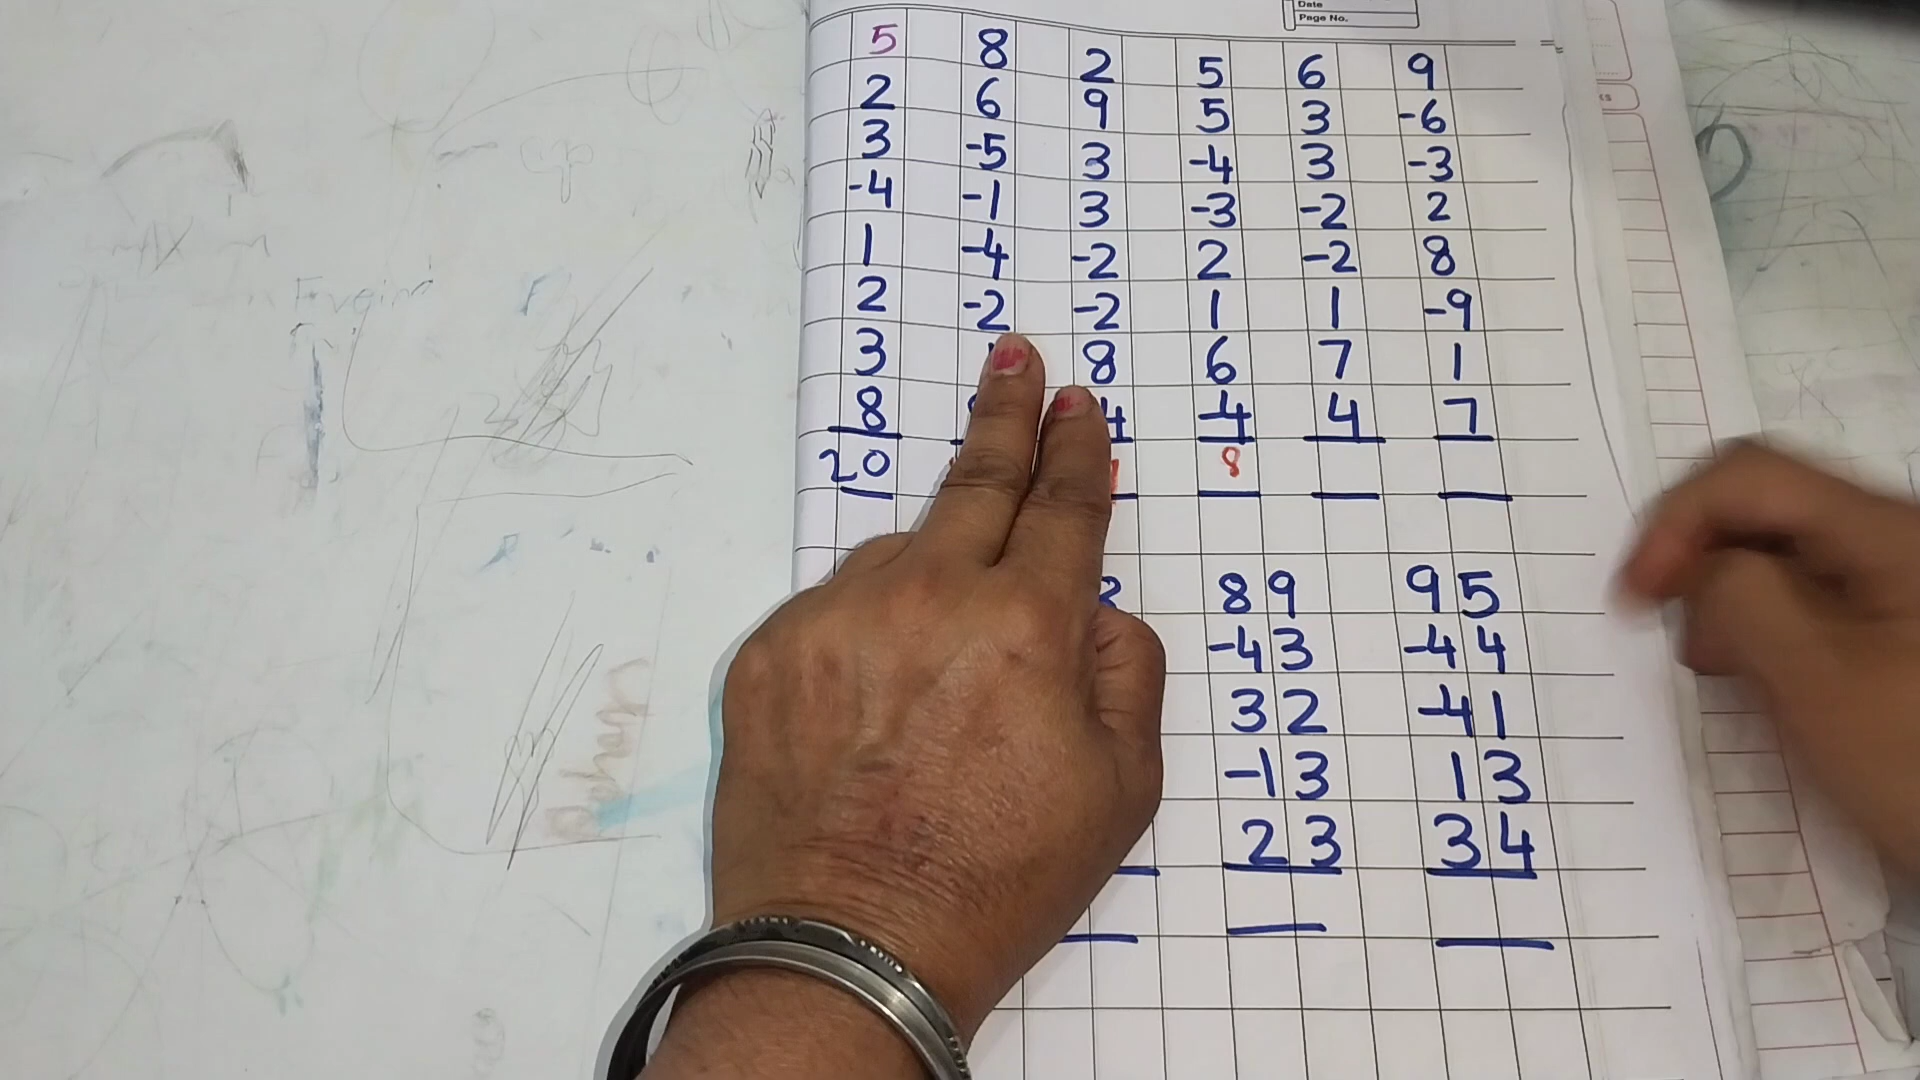 Date
Page No.
5 8 2 5 6 9
2 6 9 5 3 -6
3 -5 3 -4 3 -3
-4 -1 3 -3 -2 2
1 -4 -2 2 -2 8
2 -2 -2 1 1 -9
3 8 6 7 1
8 4 -4 4 7
20 8
89 95
-43 -44
32 -41
-13 13
23 34